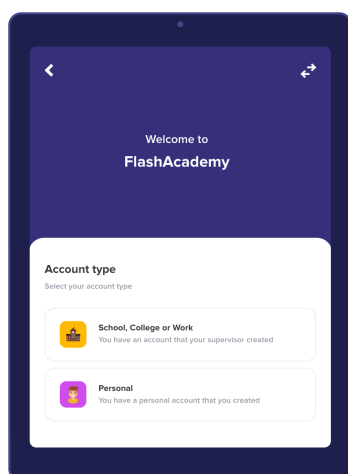 Welcome to
FlashAcademy
Account type
Select your account type
School, College or Work
You have an account that your supervisor created
Personal
You have a personal account that you created